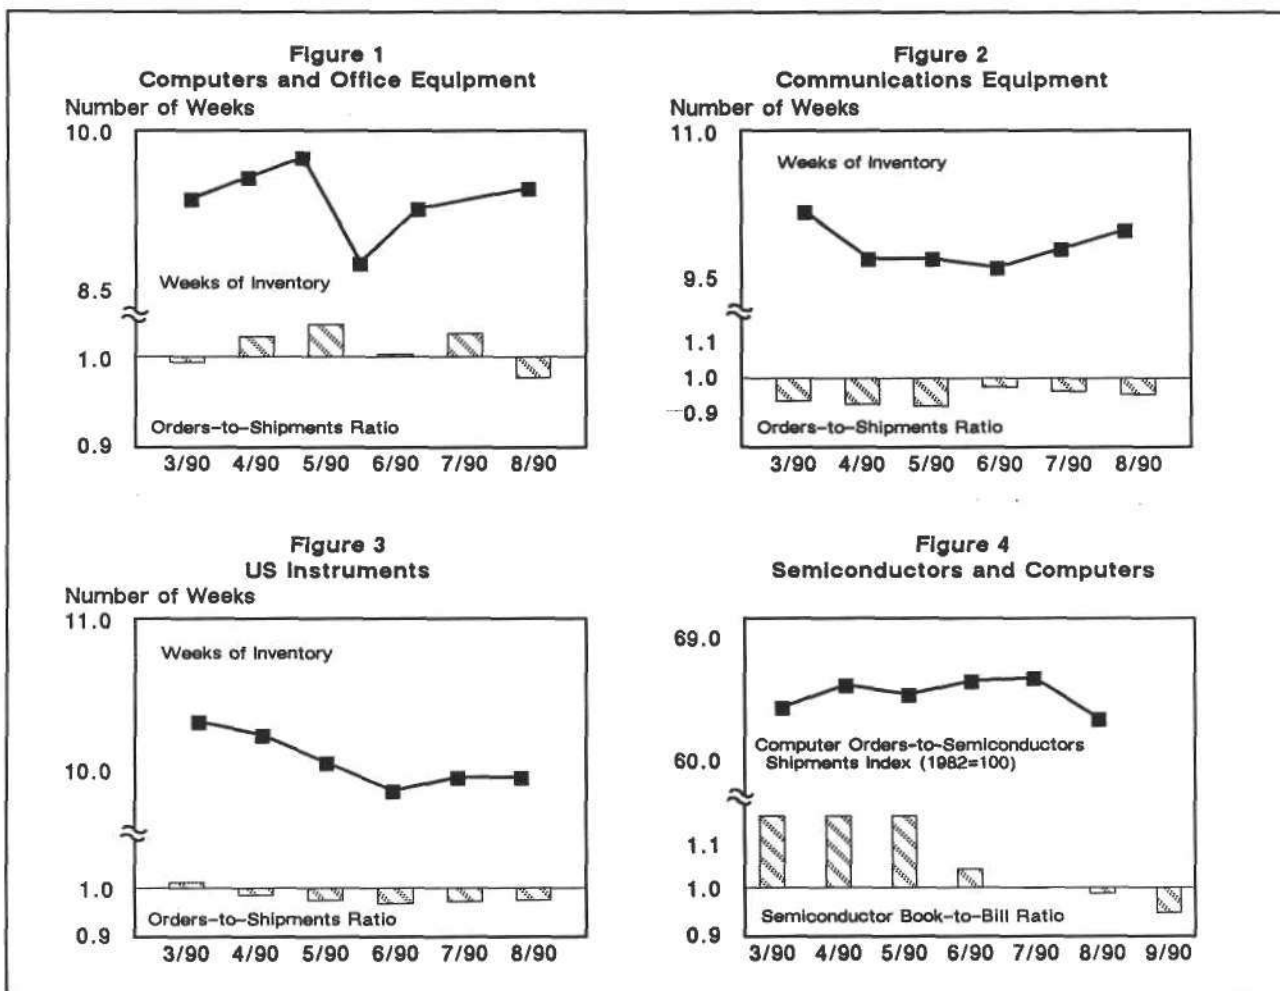 Figure 1
Computers and Office Equipment
Number of Weeks
10.0
Weeks of Inventory
8.5
1.0
Orders-to-Shipments Ratio
0.9
3/90 4/90 5/90 6/90 7/90 8/90
Figure 2
Communications Equipment
Number of Weeks
11.0
Weeks of Inventory
9.5
1.1
1.0
0.9
Orders-to-Shipments Ratio
3/90 4/90 5/90 6/90 7/90 8/90
Figure 3
US Instruments
Number of Weeks
11.0
Weeks of Inventory
10.0
1.0
Orders-to-Shipments Ratio
0.9
3/90 4/90 5/90 6/90 7/90 8/90
Figure 4
Semiconductors and Computers
69.0
Computer Orders-to-Semiconductors
60.0
Shipments Index (1982=100)
1.1
1.0
Semiconductor Book-to-Bill Ratio
0.9
3/90 4/90 5/90 6/90 7/90 8/90 9/90